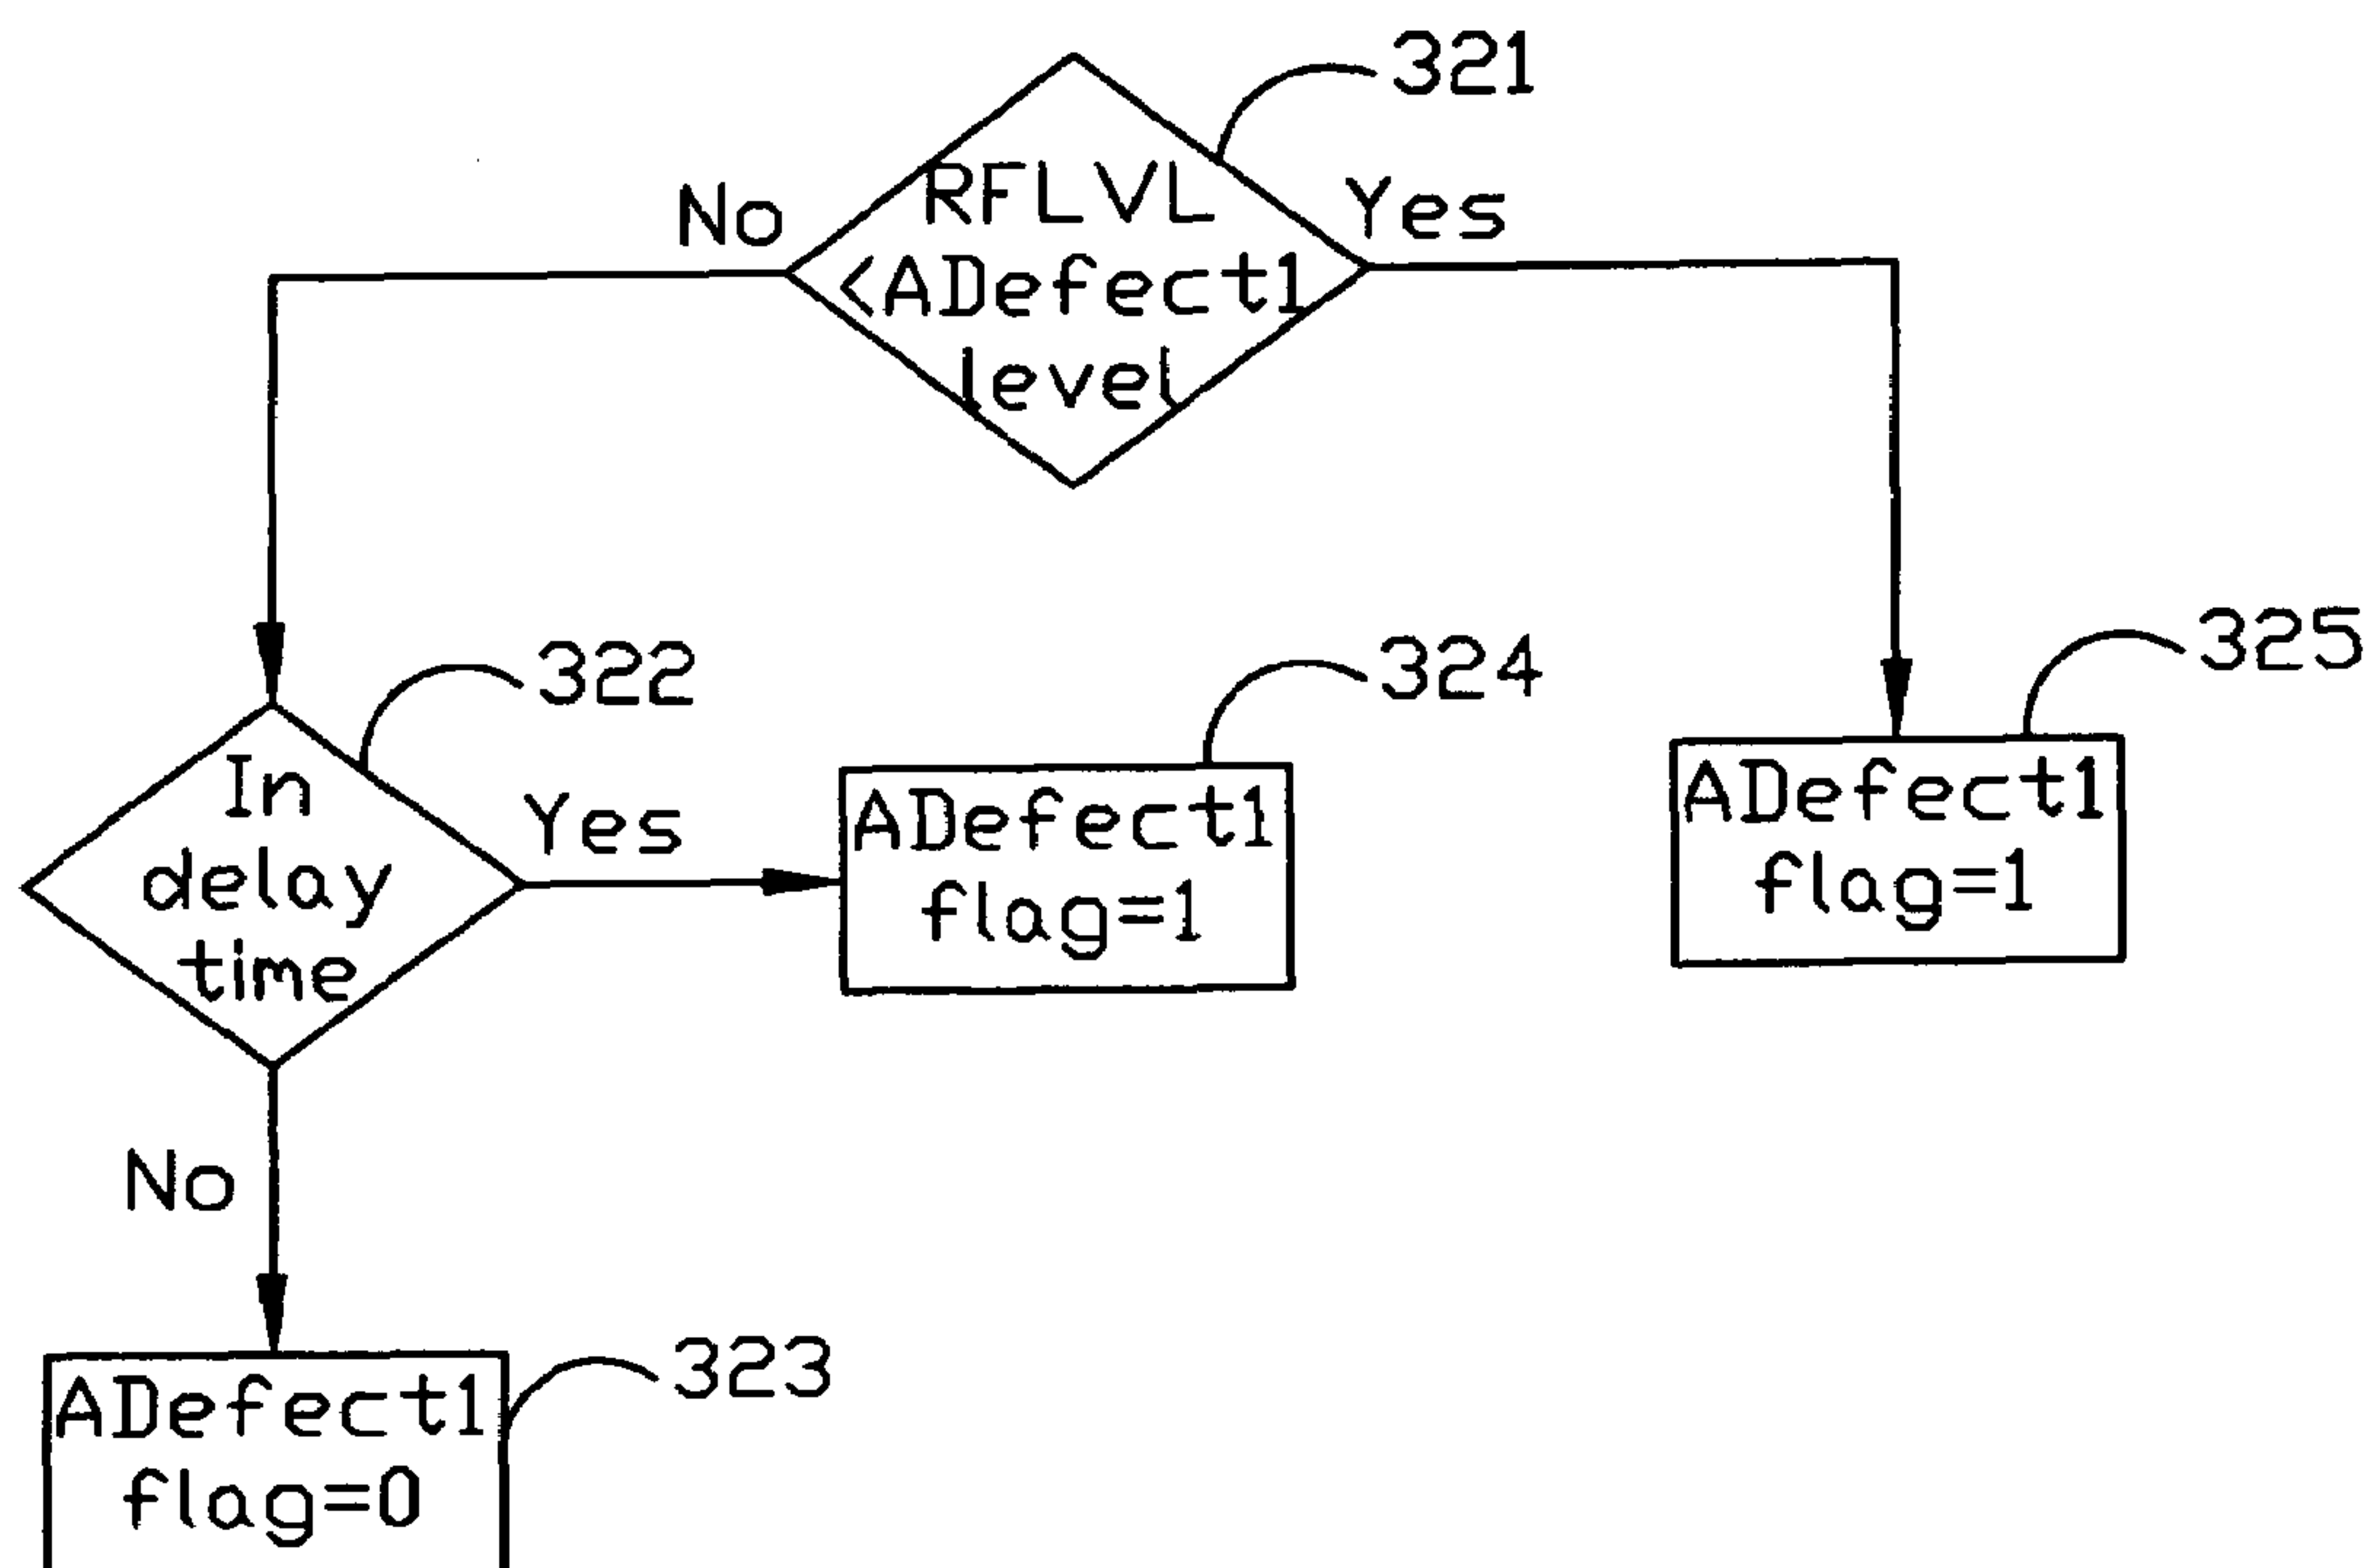 321
RFLVL
No
Yes
<ADefect1
level
322
324
325
In
delay
time
Yes
ADefect1
flag=1
ADefect1
flag=1
No
323
ADefect1
flag=0